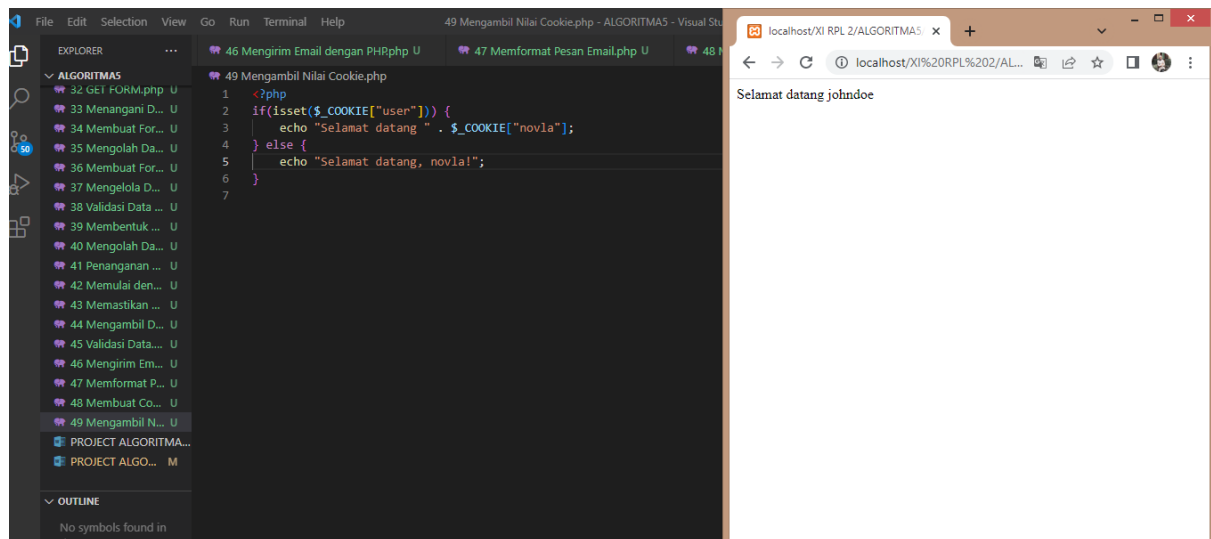 File Edit Selection View Go Run Terminal Help 49 Mengambil Nilai Cookie.php - ALGORITMA5 - Visual Stu
EXPLORER ...
ALGORITMA5
32 GET FORM.php U
33 Menangani D... U
34 Membuat For... U
35 Mengolah Da... U
36 Membuat For... U
37 Mengelola D... U
38 Validasi Data ... U
39 Membentuk ... U
40 Mengolah Da... U
41 Penanganan ... U
42 Memulai den... U
43 Memastikan ... U
44 Mengambil D... U
45 Validasi Data.... U
46 Mengirim Em... U
47 Memformat P... U
48 Membuat Co... U
49 Mengambil N... U
PROJECT ALGORITMA...
PROJECT ALGO... M
OUTLINE
No symbols found in
50
46 Mengirim Email dengan PHP.php U 47 Memformat Pesan Email.php U 48 M
49 Mengambil Nilai Cookie.php
1 <?php
2 if(isset($_COOKIE["user"])) {
3 echo "Selamat datang " . $_COOKIE["novla"];
4 } else {
5 echo "Selamat datang, novla!";
6 }
7
localhost/XI RPL 2/ALGORITMA5
localhost/XI%20RPL%202/AL...
Selamat datang johndoe